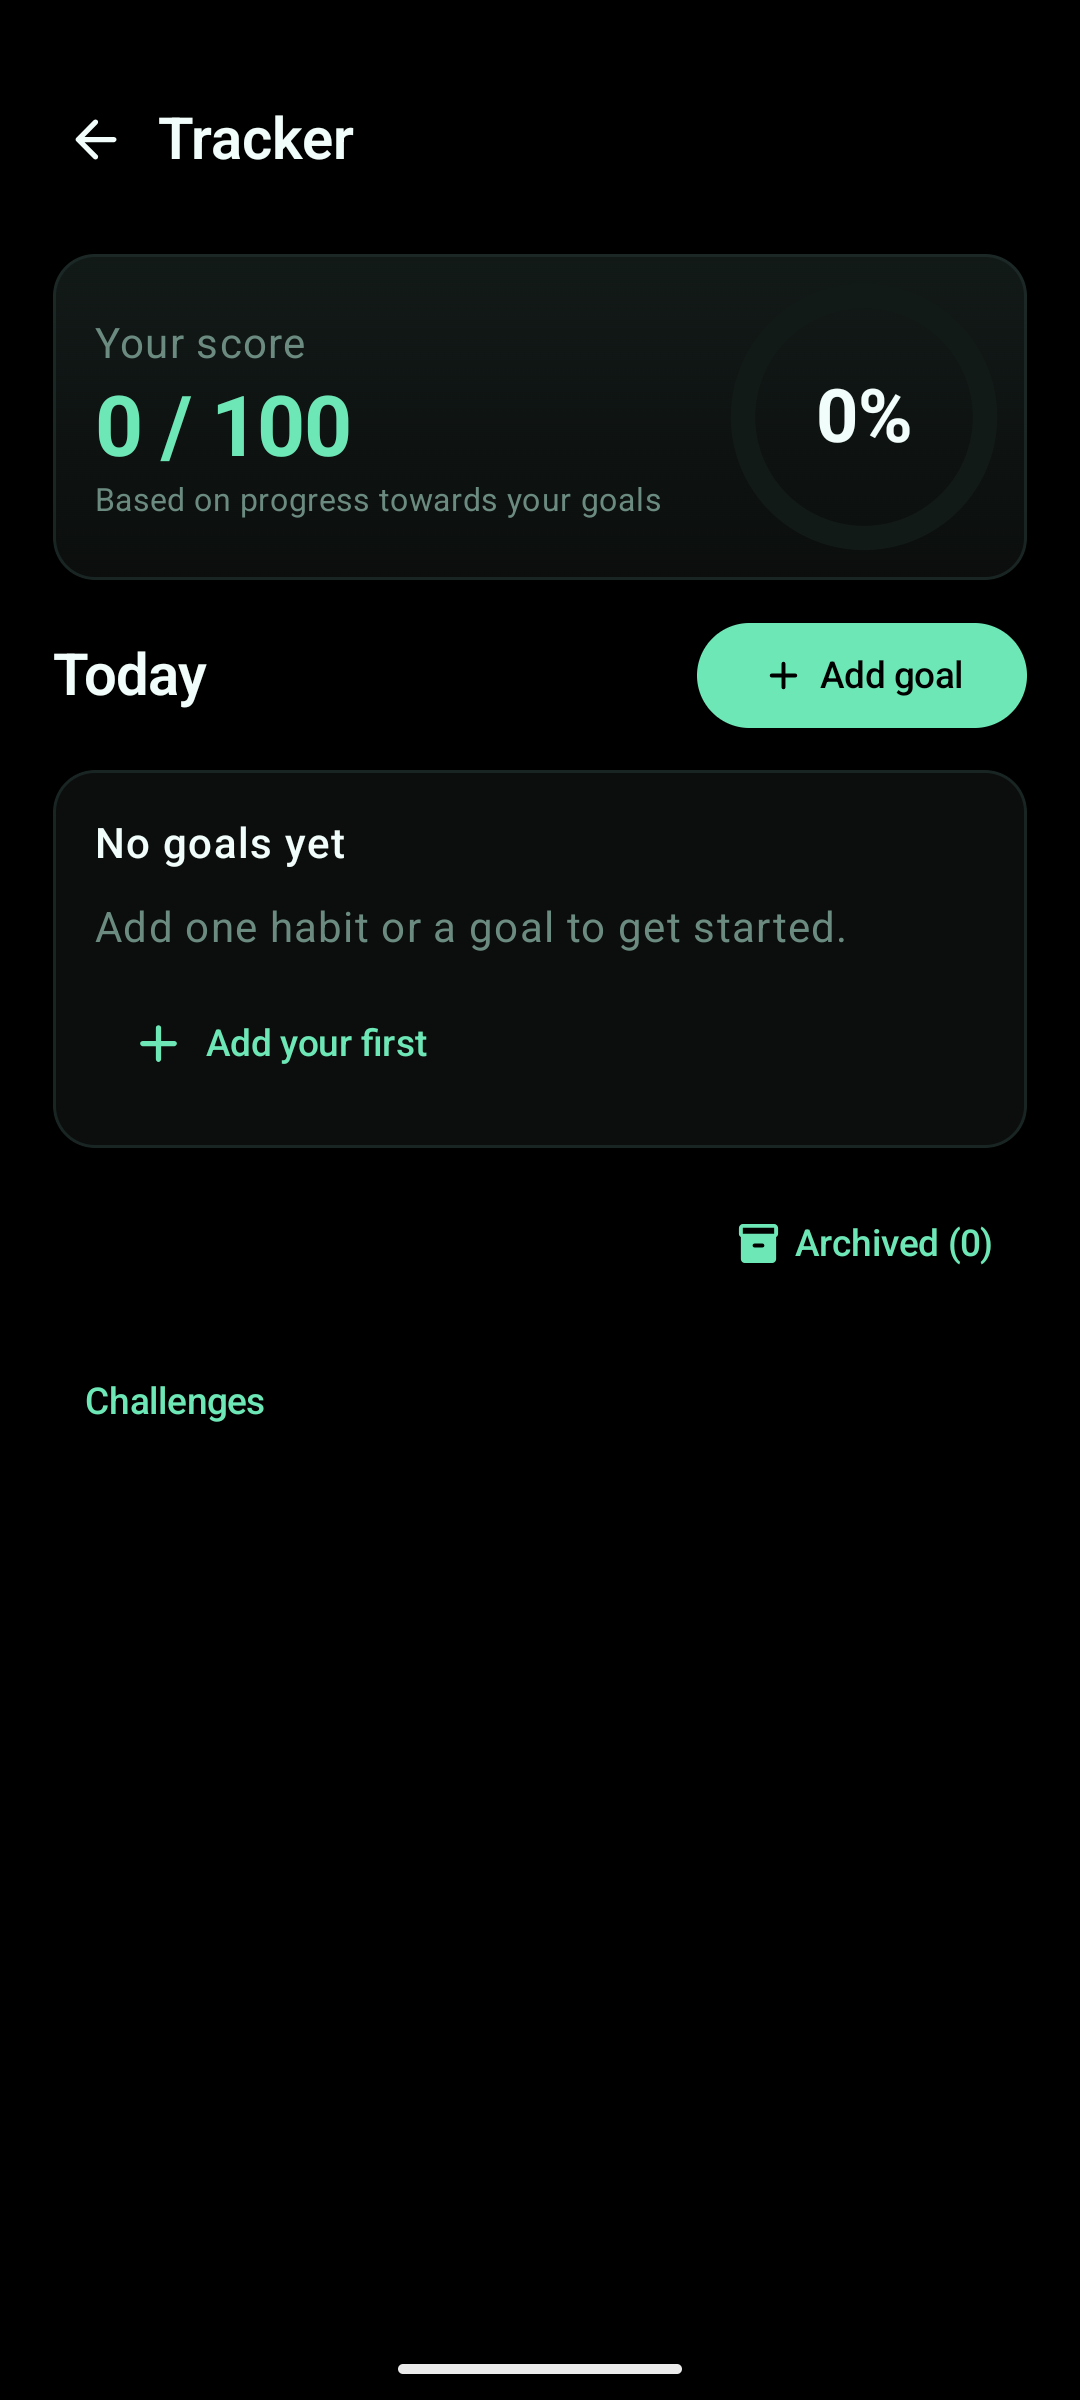 Tracker
Your score
0 / 100
Based on progress towards your goals
0%
Today
Add goal
No goals yet
Add one habit or a goal to get started.
Add your first
Archived (0)
Challenges